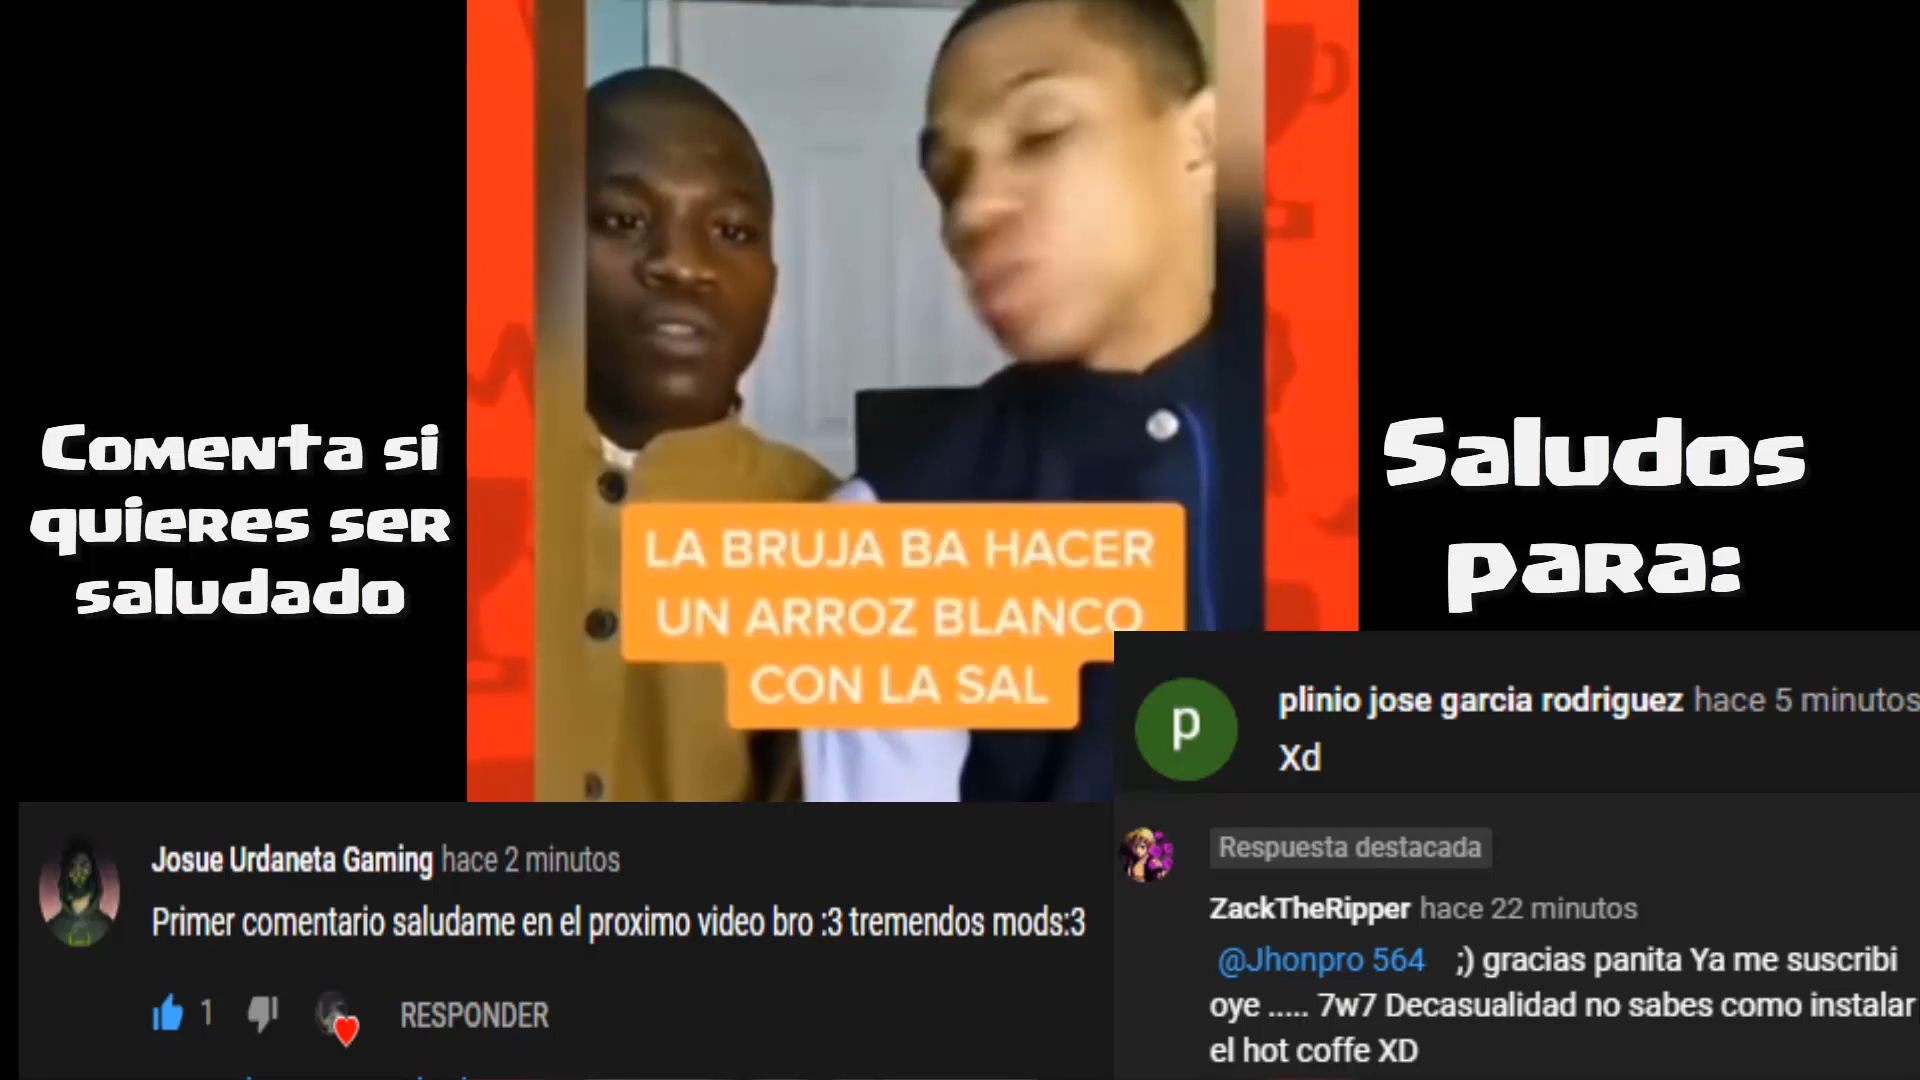 Comenta si
quieres ser
saludado
LA BRUJA BA HACER
UN ARROZ BLANCO
CON LA SAL
Saludos
para:
p
plinio jose garcia rodriguez hace 5 minutos
Xd
Josue Urdaneta Gaming hace 2 minutos
Primer comentario saludame en el proximo video bro :3 tremendos mods:3
1
RESPONDER
Respuesta destacada
ZackTheRipper hace 22 minutos
@Jhonpro 564 ;) gracias panita Ya me suscribi
oye ..... 7w7 Decasualidad no sabes como instalar
el hot coffe XD